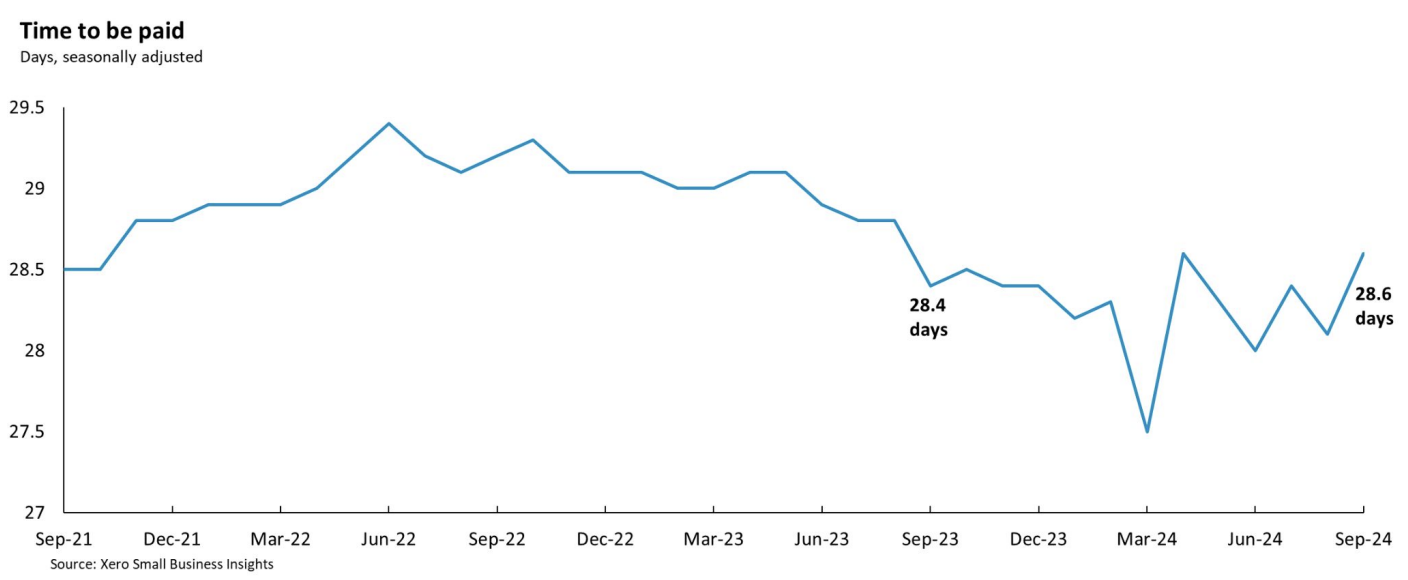 Time to be paid
Days, seasonally adjusted
29.5
29
28.5
28
27.5
27
28.4
days
28.6
days
Sep-21 Dec-21 Mar-22 Jun-22 Sep-22 Dec-22 Mar-23 Jun-23 Sep-23 Dec-23 Mar-24 Jun-24 Sep-24
Source: Xero Small Business Insights